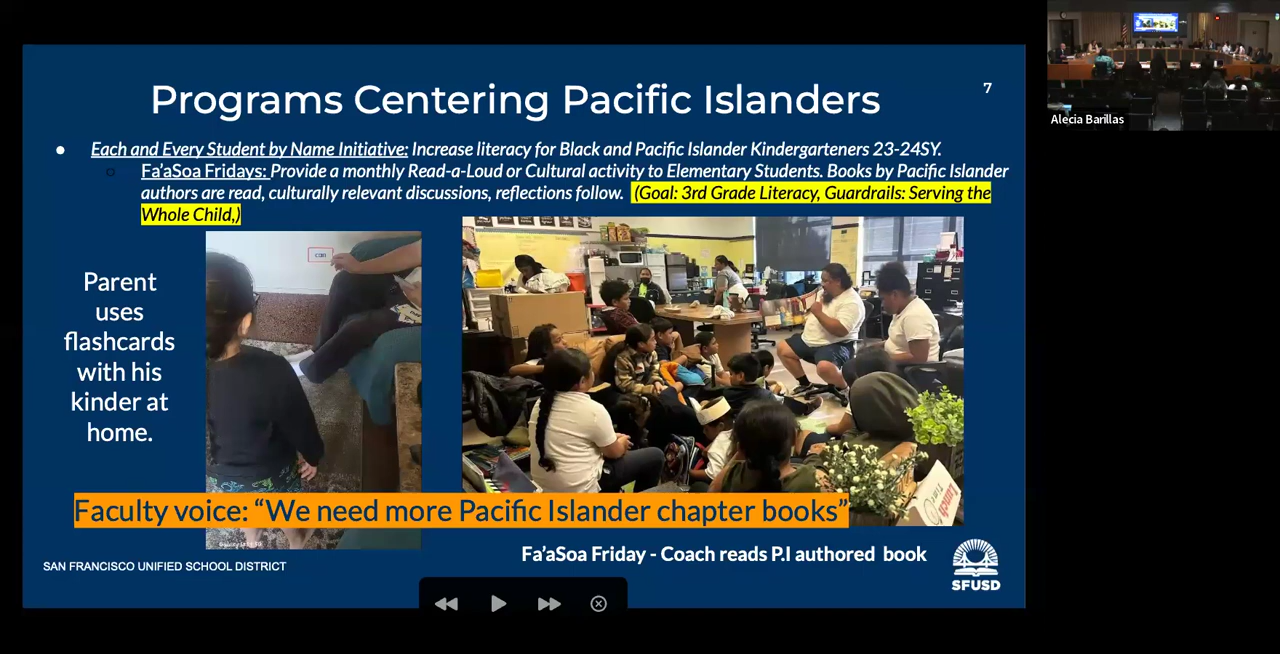 Programs Centering Pacific Islanders
7
Each and Every Student by Name Initiative: Increase literacy for Black and Pacific Islander Kindergarteners 23-24SY.
Fa'aSoa Fridays: Provide a monthly Read-a-Loud or Cultural activity to Elementary Students. Books by Pacific Islander
authors are read, culturally relevant discussions, reflections follow. (Goal: 3rd Grade Literacy, Guardrails: Serving the
Whole Child,)
Parent
uses
flashcards
with his
kinder at
home.
can
Faculty voice: “We need more Pacific Islander chapter books”
Fa'aSoa Friday - Coach reads P.I authored book
SAN FRANCISCO UNIFIED SCHOOL DISTRICT
SFUSD
Alecia Barillas